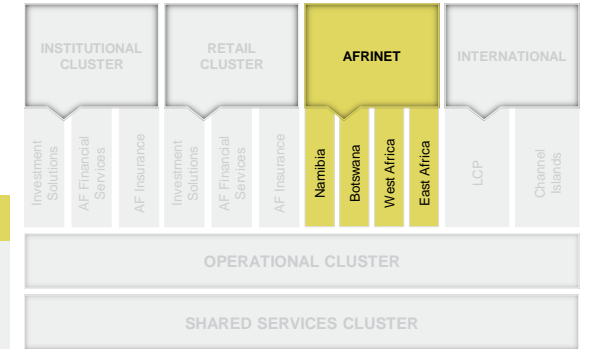 INSTITUTIONAL
CLUSTER
RETAIL
CLUSTER
AFRINET
INTERNATIONAL
Investment
Solutions
AF Financial
Services
AF Insurance
Investment
Solutions
AF Financial
Services
AF Insurance
Namibia
Botswana
West Africa
East Africa
LCP
Channel
Islands
OPERATIONAL CLUSTER
SHARED SERVICES CLUSTER